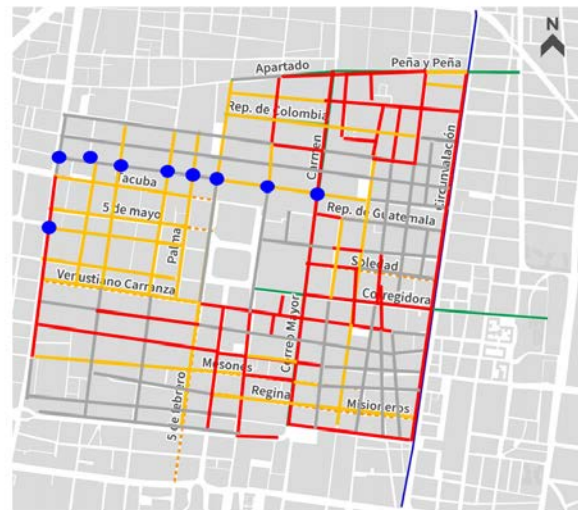 N
Apartado
Peña y Peña
Rep. de Colombia
Carmen
Circunvalación
acuba
Rep. de Guatemala
5 de mayo
Palma
Soledad
Venustiano Carranza
Corregidora
Correo Mayor
Mesones
Regina
Misioneros
5 de febrero